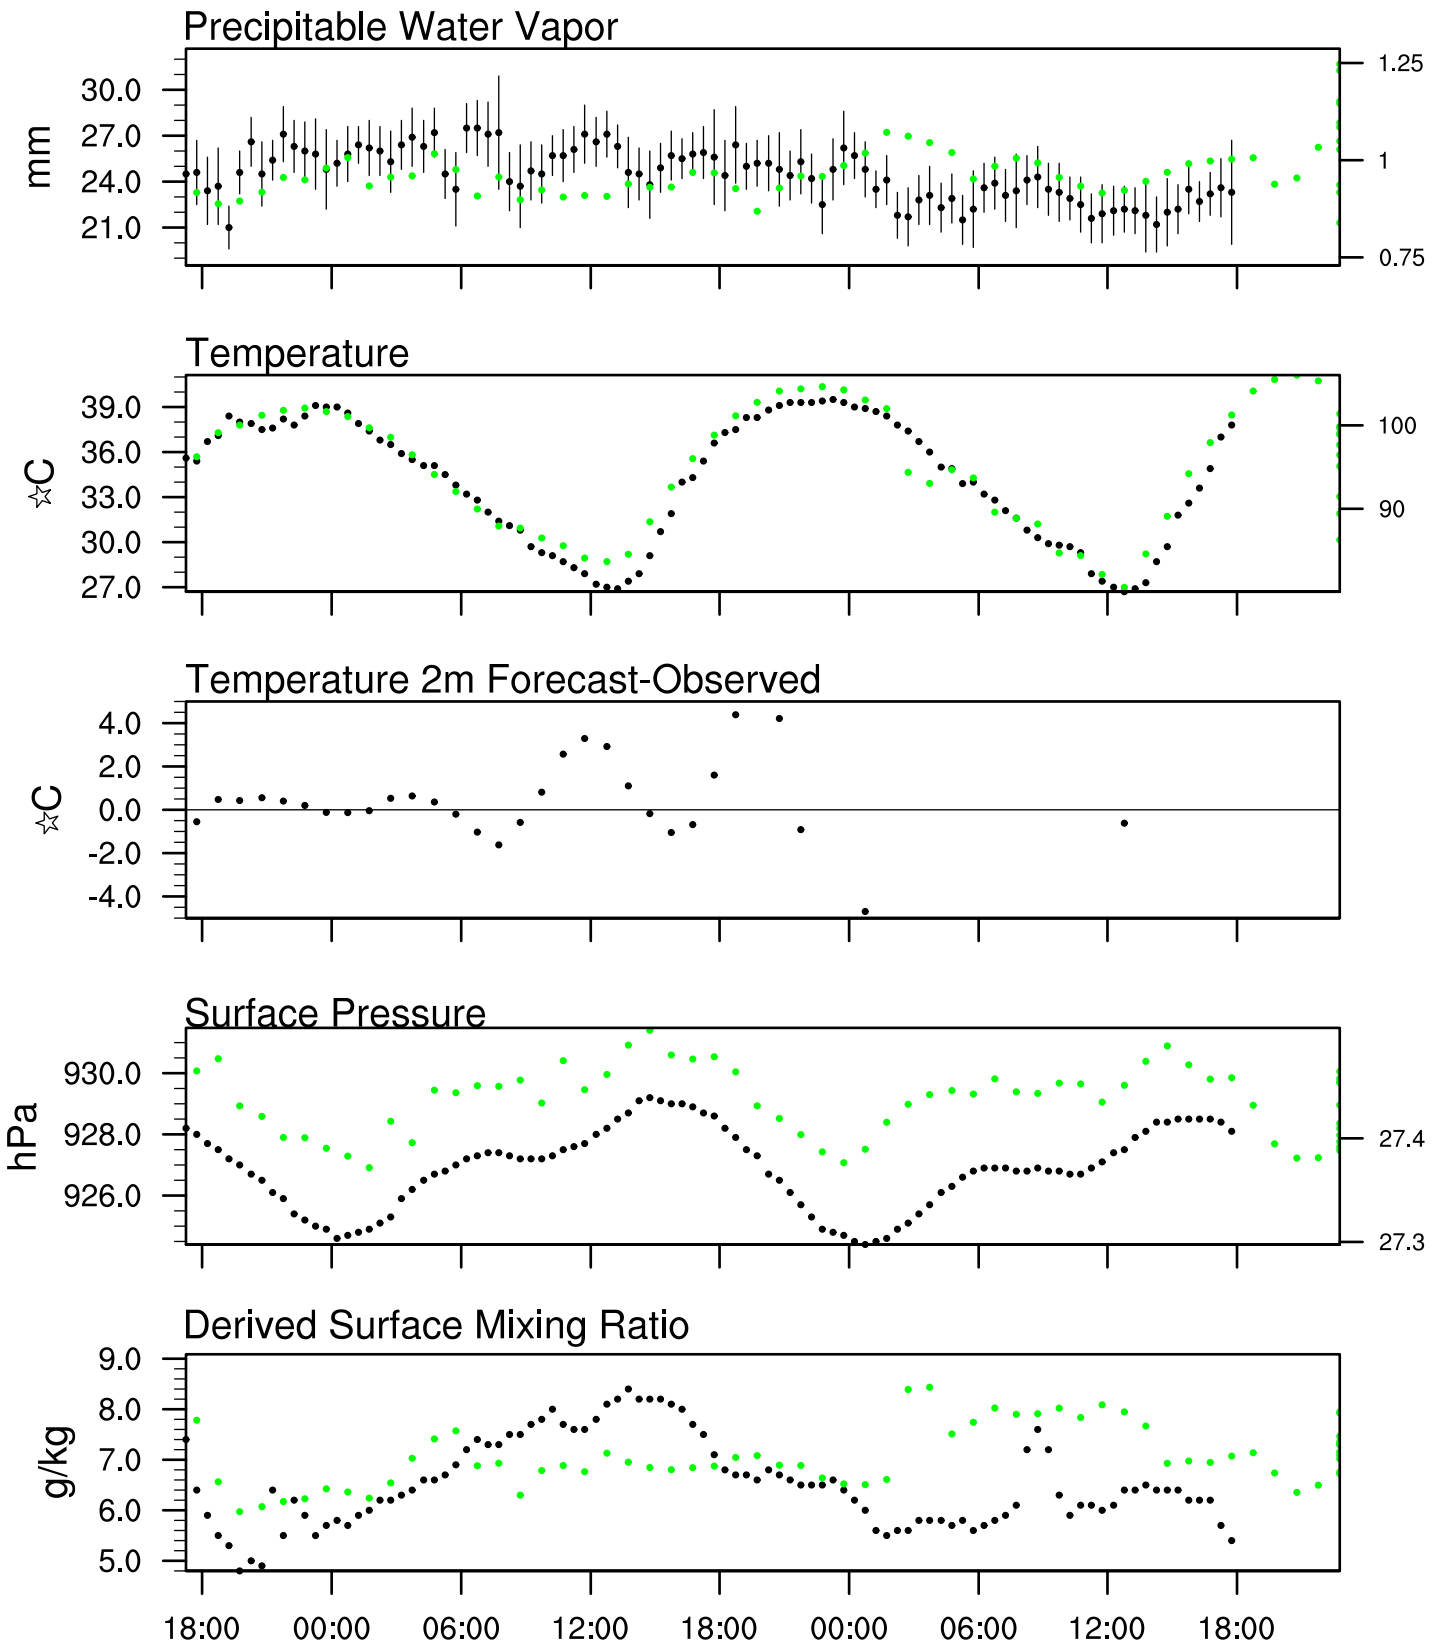 Precipitable Water Vapor
30.0
27.0
24.0
21.0
mm
1.25
1
0.75
Temperature
39.0
36.0
33.0
30.0
27.0
☆C
100
90
Temperature 2m Forecast-Observed
4.0
2.0
0.0
-2.0
-4.0
☆C
Surface Pressure
930.0
928.0
926.0
hPa
27.4
27.3
Derived Surface Mixing Ratio
9.0
8.0
7.0
6.0
5.0
g/kg
18:00 00:00 06:00 12:00 18:00 00:00 06:00 12:00 18:00